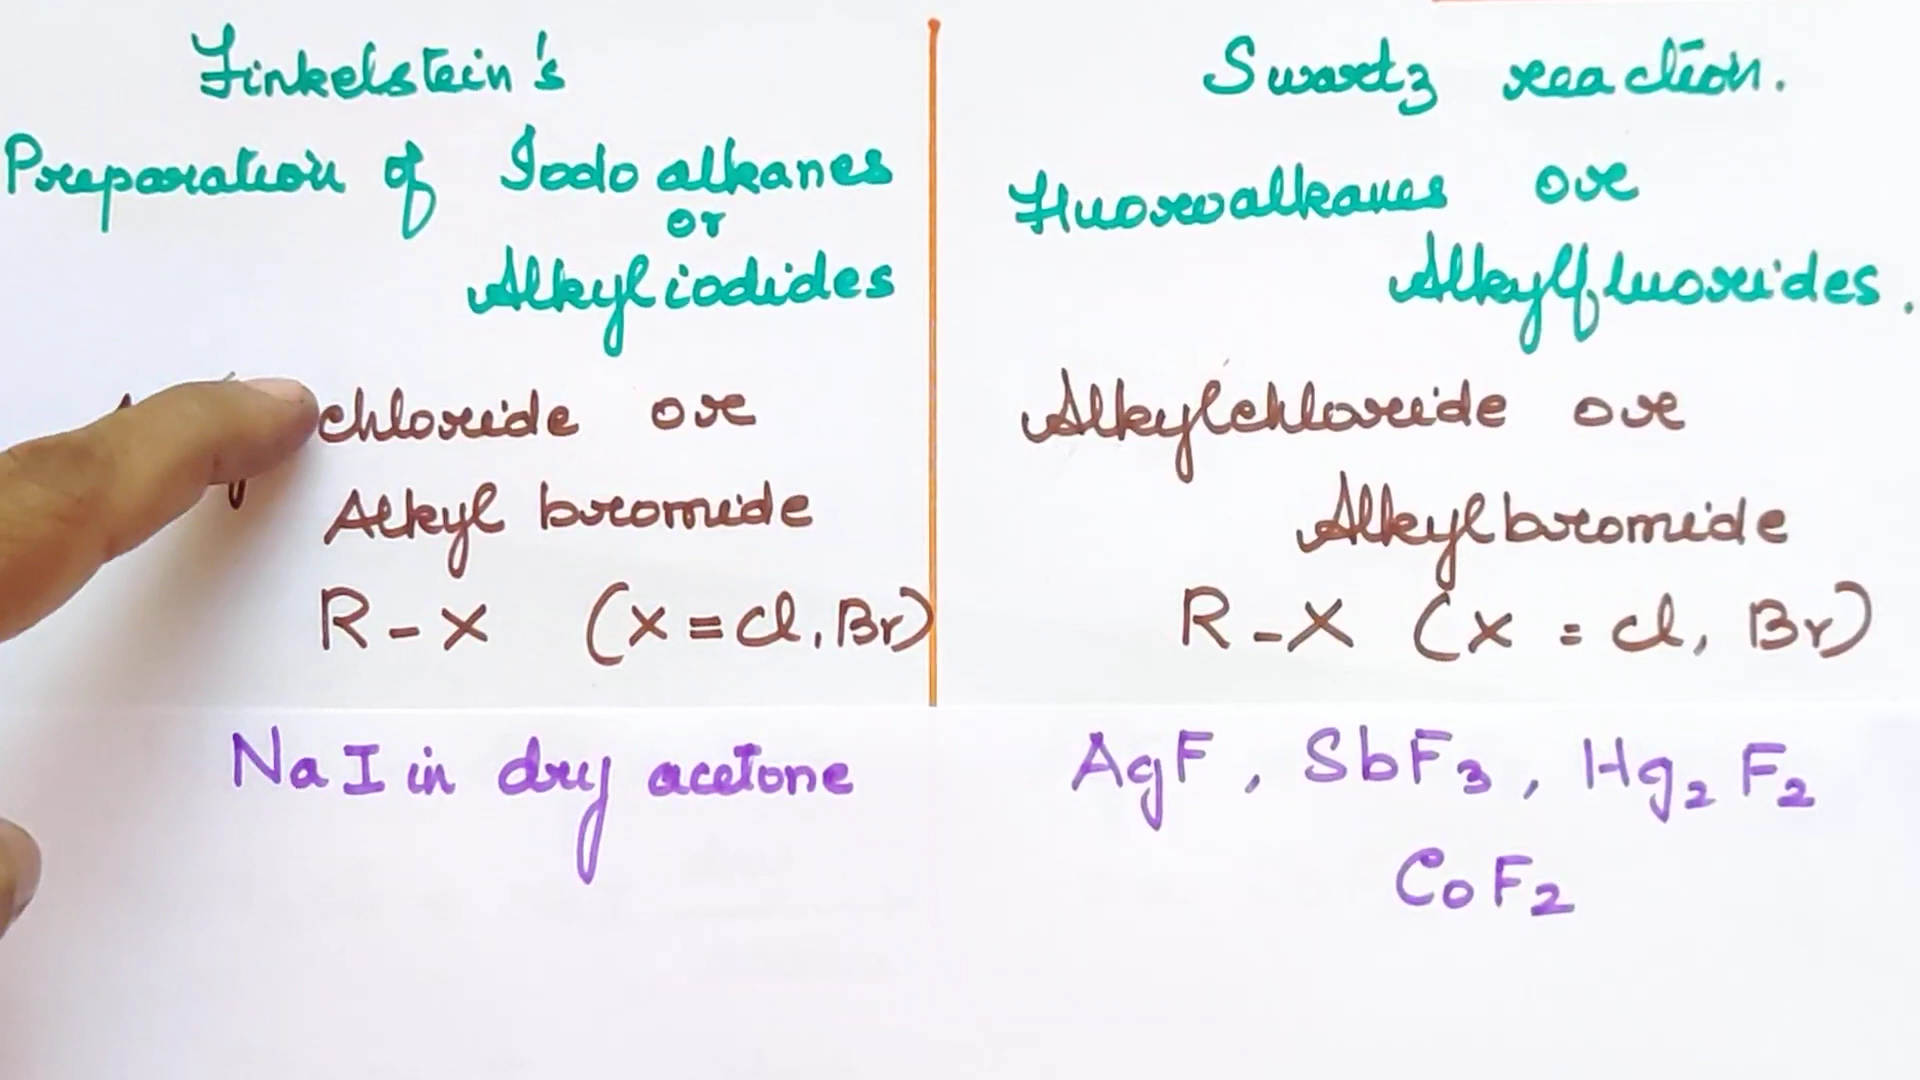 Finkelstein's
Preparation of Iodo alkanes
or
Alkyl iodides
chloride or
Alkyl bromide
R - X (X = Cl, Br)
NaI in dry acetone
Swartz reaction.
Fluoroalkanes or
Alkylfluorides.
Alkylchloride or
Alkylbromide
R - X (X = Cl, Br)
AgF, SbF3, Hg2F2
CoF2